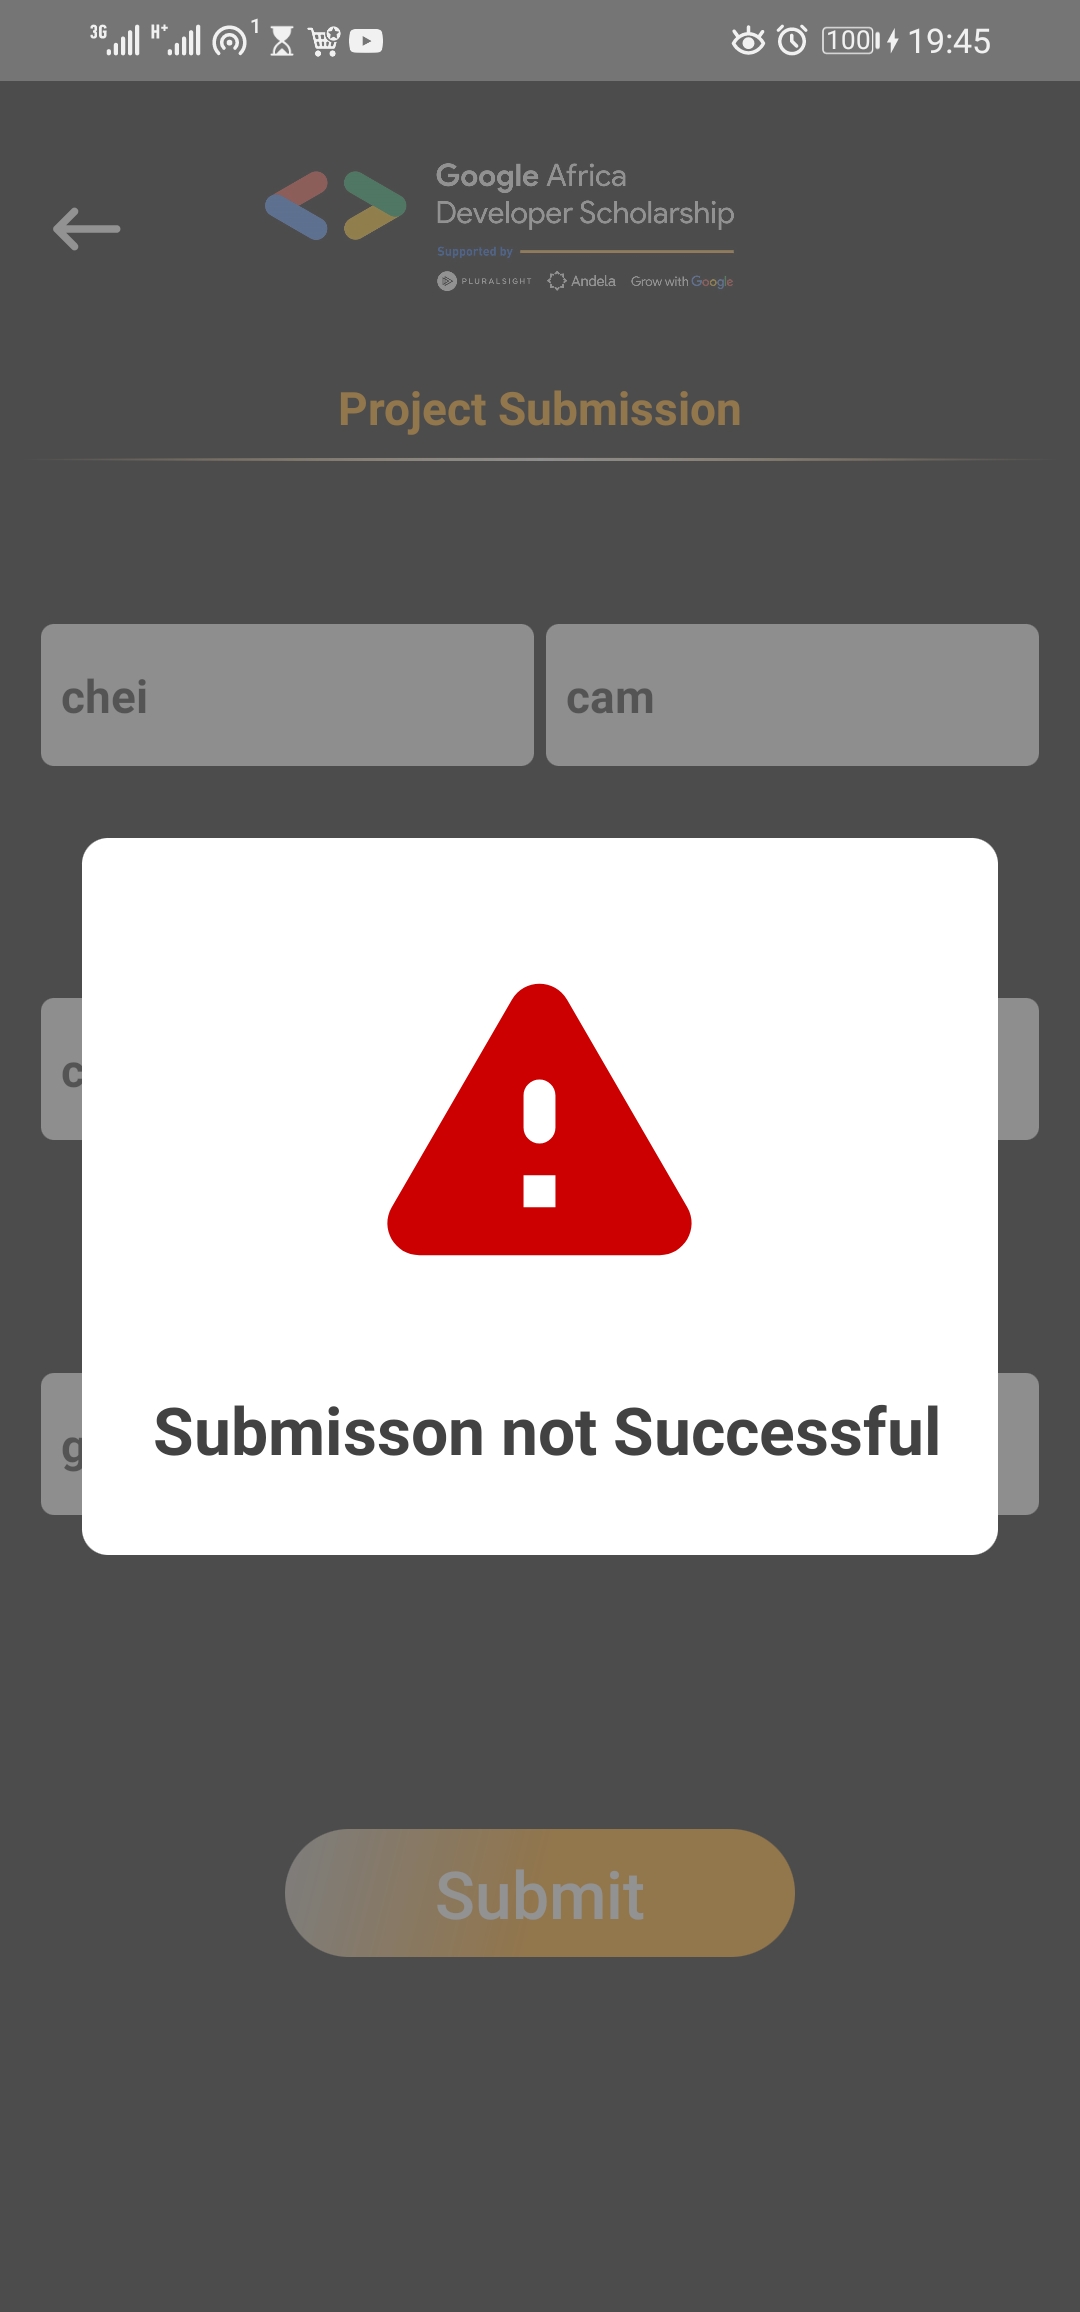 3G H+ 1 100 19:45
Google Africa
Developer Scholarship
Supported by
PLURALSIGHT Andela Grow with Google
Project Submission
chei cam
c
g
Submisson not Successful
Submit